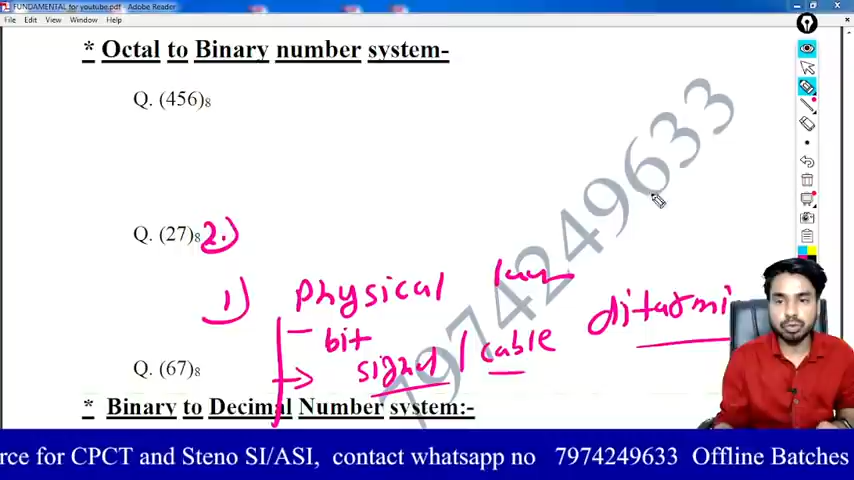 FUNDAMENTAL for youtube.pdf - Adobe Reader
File Edit View Window Help
* Octal to Binary number system-
Q. (456)8
Q. (27)8 2.)
1) Physical
bit
signal / cable
ditarmi
Q. (67)8
* Binary to Decimal Number system:-
7974249633
rce for CPCT and Steno SI/ASI, contact whatsapp no 7974249633 Offline Batches